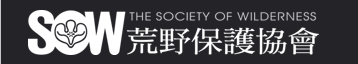 SOW
THE SOCIETY OF WILDERNESS
荒野保護協會